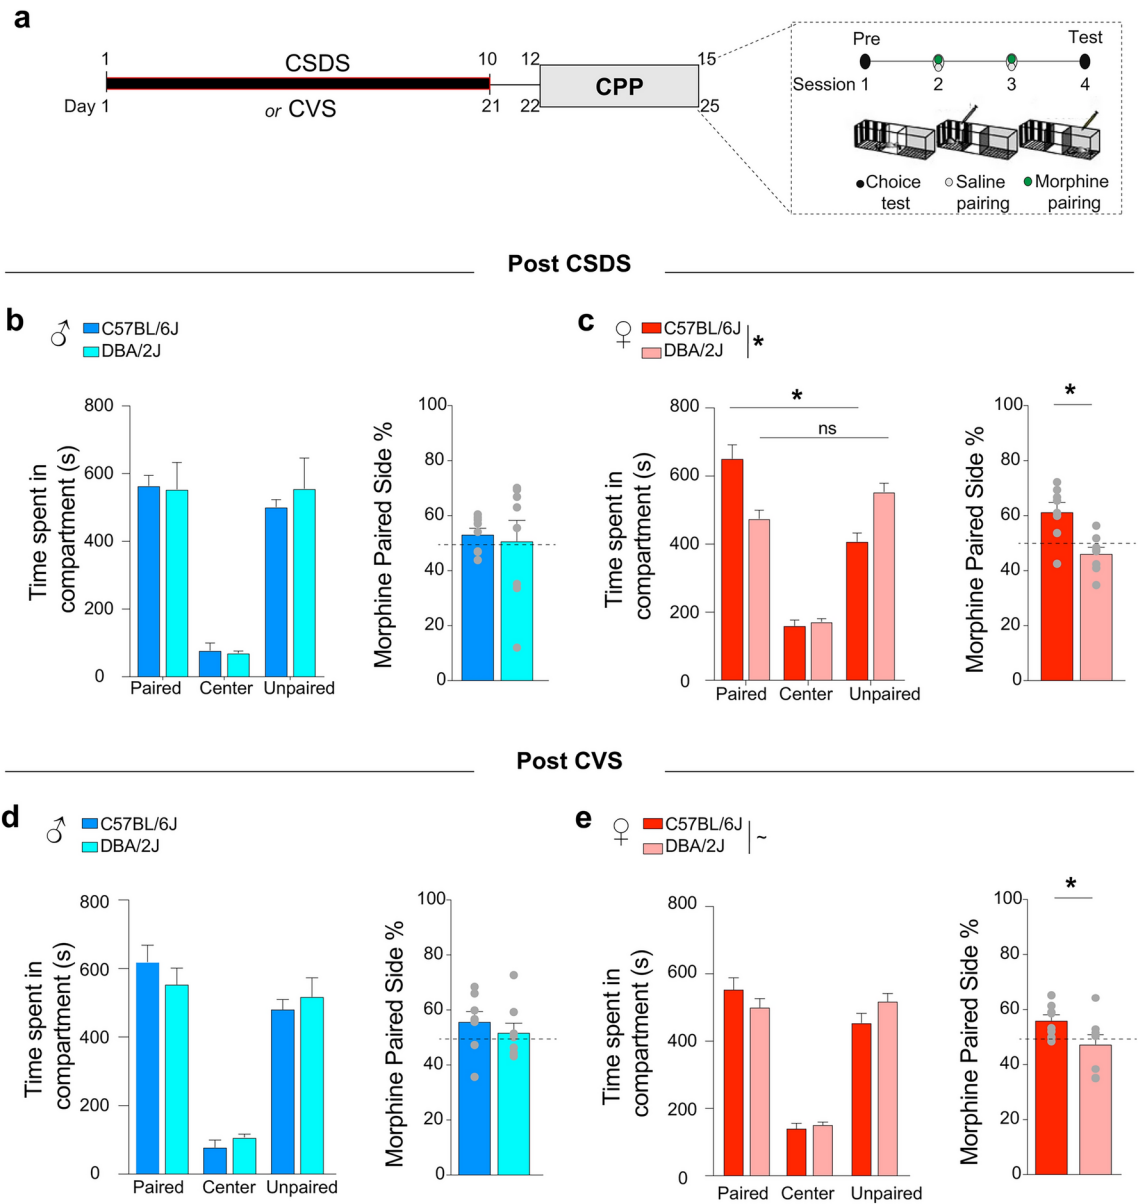 a
1
CSDS
10
12
15
CPP
Day 1
or CVS
21
22
25
Pre
Test
Session 1
2
3
4
Choice
test
Saline
pairing
Morphine
pairing
Post CSDS
b
♂
C57BL/6J
DBA/2J
Time spent in
compartment (s)
800
600
400
200
0
Paired
Center
Unpaired
Morphine Paired Side %
100
80
60
40
20
0
c
♀
C57BL/6J
DBA/2J
*
Time spent in
compartment (s)
800
600
400
200
0
*
ns
Paired
Center
Unpaired
Morphine Paired Side %
100
80
60
40
20
0
*
Post CVS
d
♂
C57BL/6J
DBA/2J
Time spent in
compartment (s)
800
600
400
200
0
Paired
Center
Unpaired
Morphine Paired Side %
100
80
60
40
20
0
e
♀
C57BL/6J
DBA/2J
~
Time spent in
compartment (s)
800
600
400
200
0
Paired
Center
Unpaired
Morphine Paired Side %
100
80
60
40
20
0
*